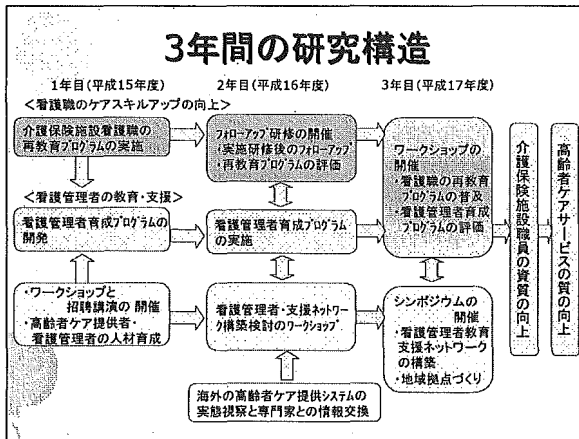 3年間の研究構造
1年目(平成15年度)
2年目(平成16年度)
3年目(平成17年度)
＜看護職のケアスキルアップの向上＞
介護保険施設看護職の
再教育プログラムの実施
フォローアップ研修の開催
・実施研修後のフォローアップ
・再教育プログラムの評価
ワークショップの
開催
・看護職の再教育
プログラムの普及
・看護管理者育成
プログラムの評価
＜看護管理者の教育・支援＞
看護管理者育成プログラムの
開発
看護管理者育成プログラムの
実施
・ワークショップと
招聘講演の 開催
・高齢者ケア提供者・
看護管理者の人材育成
看護管理者・支援ネットワー
ク構築検討のワークショップ
シンポジウムの
開催
・看護管理者教育
支援ネットワーク
の構築
・地域拠点づくり
海外の高齢者ケア提供システムの
実態視察と専門家との情報交換
介護保険施設職員の資質の向上
高齢者ケアサービスの質の向上